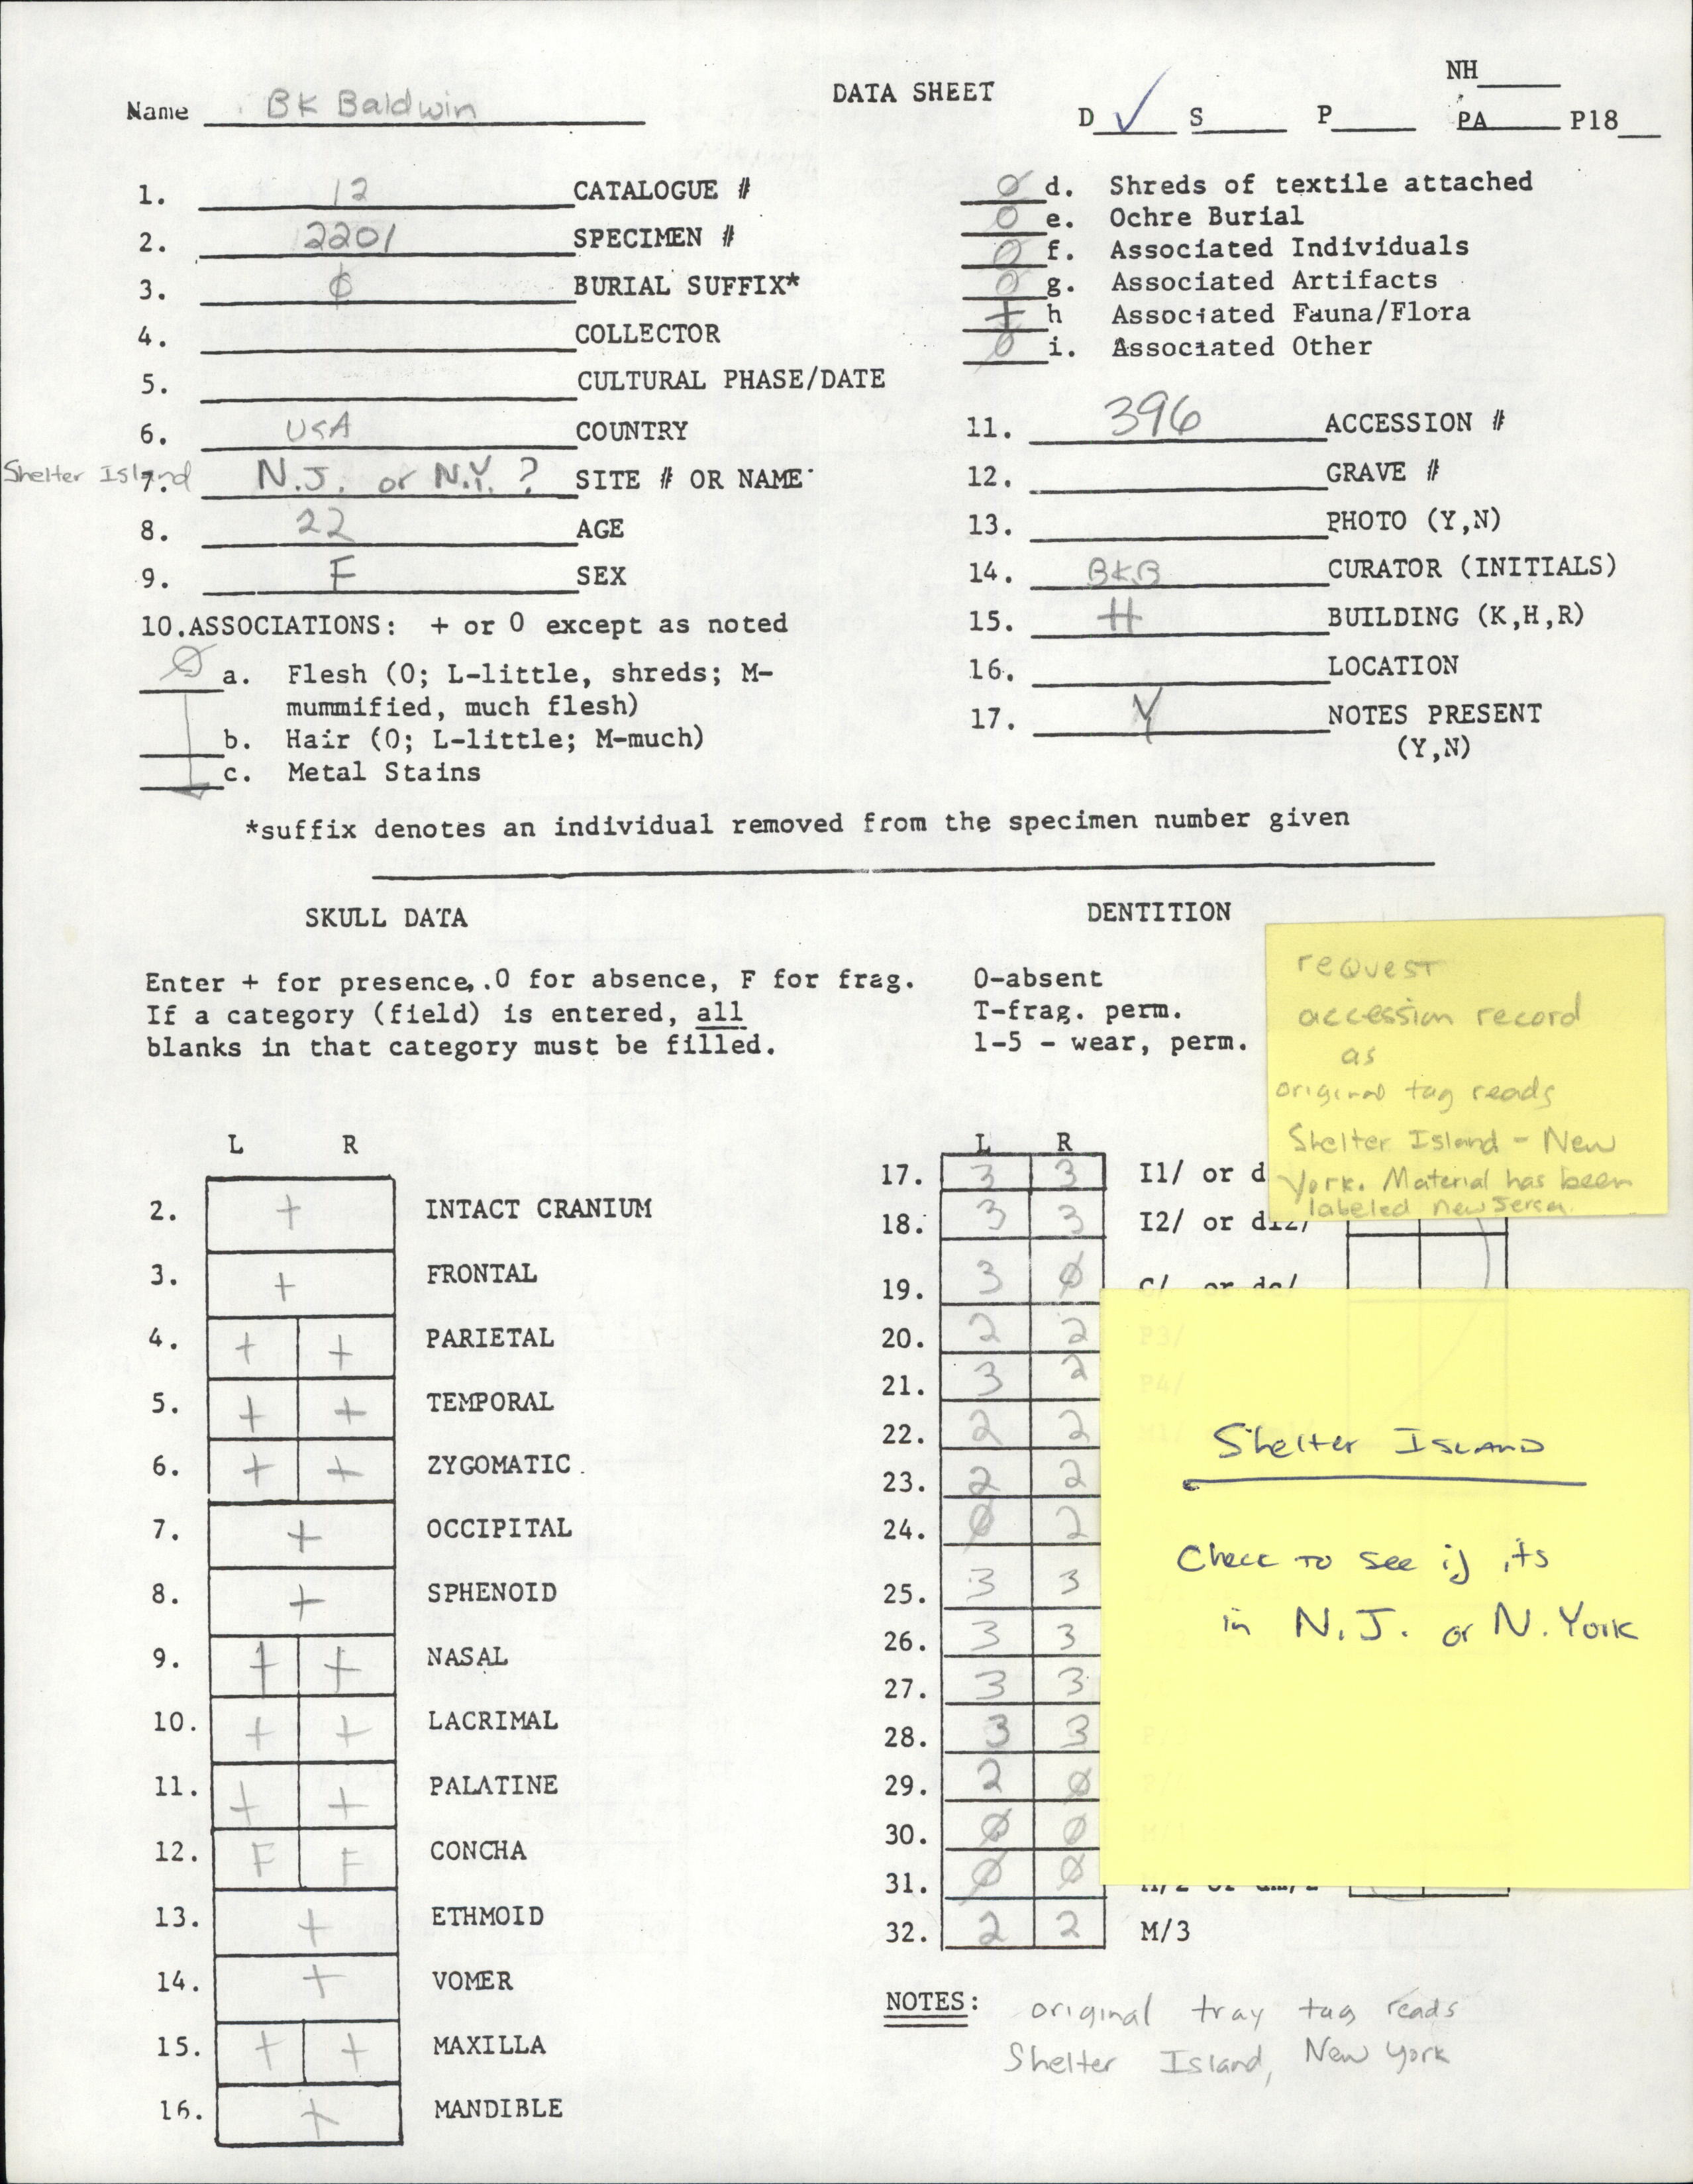 DATA SHEET
NH
Name BK Baldwin
D ✓ S P PA P18
1. 12 CATALOGUE #
2. 2201 SPECIMEN #
3. ∅ BURIAL SUFFIX*
4. COLLECTOR
5. CULTURAL PHASE/DATE
6. USA COUNTRY
Shelter Island
7. N.J. or N.Y. ? SITE # OR NAME
8. 22 AGE
9. F SEX
10. ASSOCIATIONS: + or 0 except as noted
∅ a. Flesh (0; L-little, shreds; M-
mummified, much flesh)
b. Hair (0; L-little; M-much)
c. Metal Stains
∅ d. Shreds of textile attached
∅ e. Ochre Burial
∅ f. Associated Individuals
∅ g. Associated Artifacts
+ h Associated Fauna/Flora
∅ i. Associated Other
11. 396 ACCESSION #
12. GRAVE #
13. PHOTO (Y,N)
14. BKB CURATOR (INITIALS)
15. H BUILDING (K,H,R)
16. LOCATION
17. Y NOTES PRESENT
(Y,N)
*suffix denotes an individual removed from the specimen number given
SKULL DATA
Enter + for presence, 0 for absence, F for frag.
If a category (field) is entered, all
blanks in that category must be filled.
L R
2. + INTACT CRANIUM
3. + FRONTAL
4. + + PARIETAL
5. + + TEMPORAL
6. + + ZYGOMATIC
7. + OCCIPITAL
8. + SPHENOID
9. + + NASAL
10. + + LACRIMAL
11. + + PALATINE
12. F F CONCHA
13. + ETHMOID
14. + VOMER
15. + + MAXILLA
16. + MANDIBLE
DENTITION
0-absent
T-frag. perm.
1-5 - wear, perm.
request
accession record
as
original tag reads
Shelter Island - New
York. Material has been
labeled new Jersey.
L R
17. 3 3 I1/ or d
18. 3 3 I2/ or di2/
19. 3 ∅ C/ or dc/
20. 2 2 P3/
21. 3 2 P4/
22. 2 2 M1/
23. 2 2
24. ∅ 2
25. 3 3
26. 3 3
27. 3 3
28. 3 3
29. 2 ∅
30. ∅ ∅
31. ∅ ∅ M/2 or dm/2
32. 2 2 M/3
Shelter Island
Check to see if its
in N.J. or N. York
NOTES: original tray tag reads
Shelter Island, New York